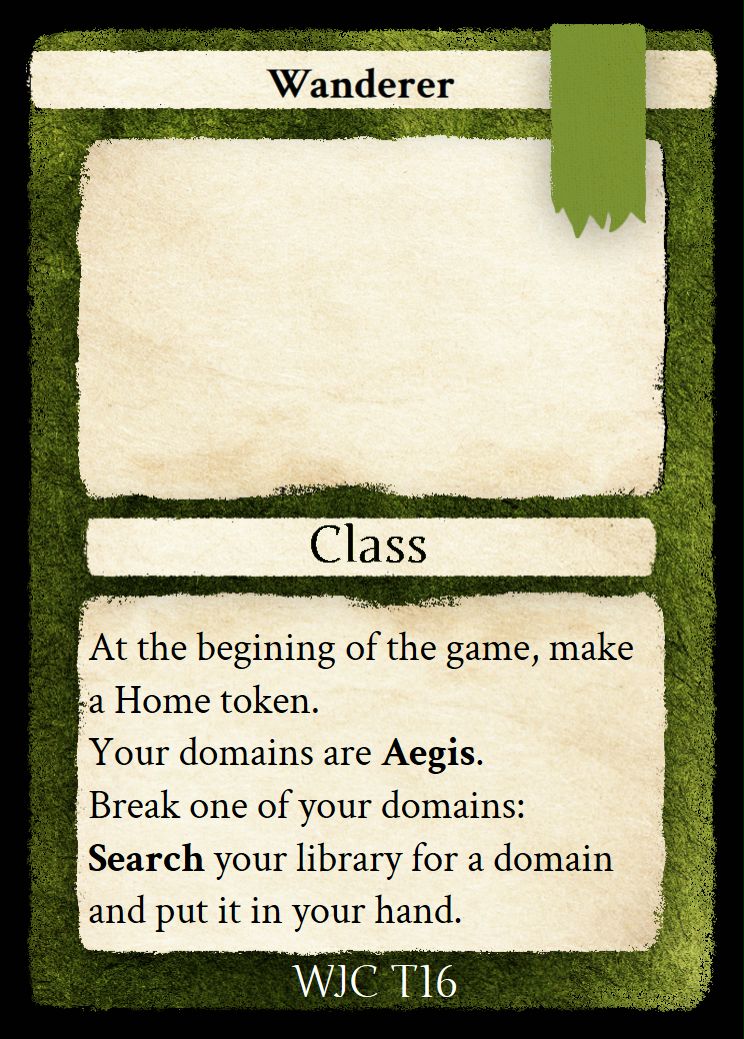 Wanderer
Class
At the begining of the game, make
a Home token.
Your domains are Aegis.
Break one of your domains:
Search your library for a domain
and put it in your hand.
WJC T16